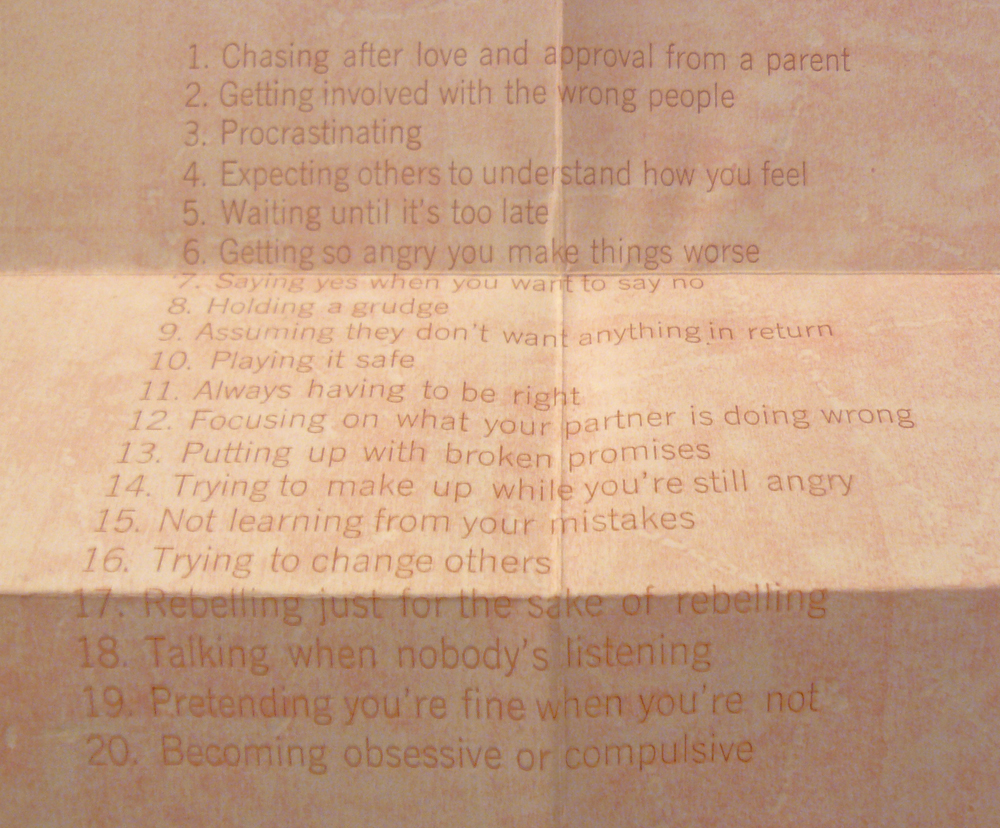 1. Chasing after love and approval from a parent
2. Getting involved with the wrong people
3. Procrastinating
4. Expecting others to understand how you feel
5. Waiting until it's too late
6. Getting so angry you make things worse
7. Saying yes when you want to say no
8. Holding a grudge
9. Assuming they don't want anything in return
10. Playing it safe
11. Always having to be right
12. Focusing on what your partner is doing wrong
13. Putting up with broken promises
14. Trying to make up while you're still angry
15. Not learning from your mistakes
16. Trying to change others
17. Rebelling just for the sake of rebelling
18. Talking when nobody's listening
19. Pretending you're fine when you're not
20. Becoming obsessive or compulsive